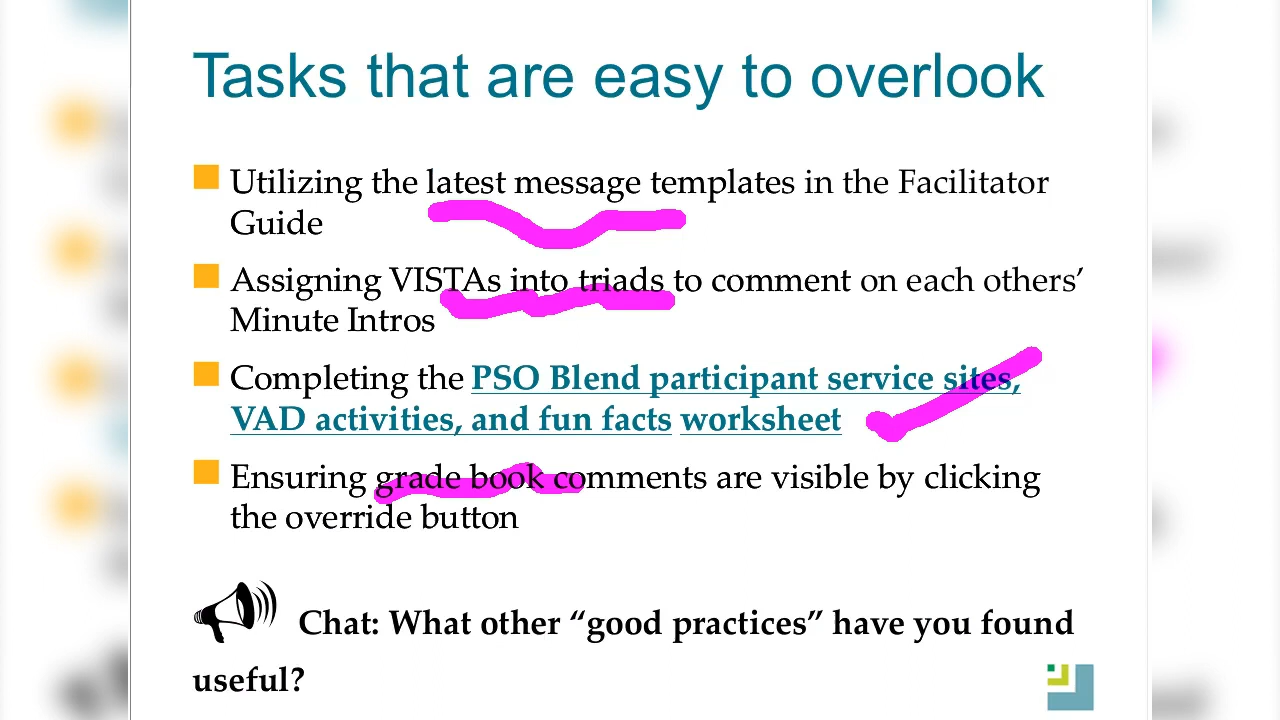 Tasks that are easy to overlook
Utilizing the latest message templates in the Facilitator
Guide
Assigning VISTAs into triads to comment on each others’
Minute Intros
Completing the PSO Blend participant service sites,
VAD activities, and fun facts worksheet
Ensuring grade book comments are visible by clicking
the override button
Chat: What other “good practices” have you found
useful?